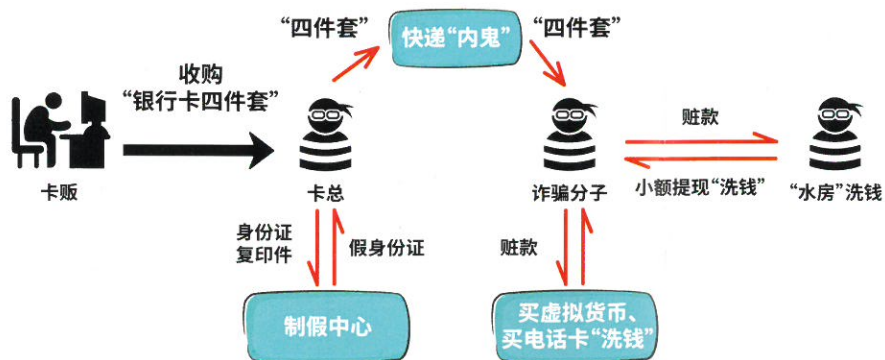 “四件套”
快递“内鬼”
“四件套”
收购
“银行卡四件套”
卡贩
卡总
诈骗分子
赃款
小额提现“洗钱”
“水房”洗钱
身份证
复印件
假身份证
赃款
制假中心
买虚拟货币、
买电话卡“洗钱”